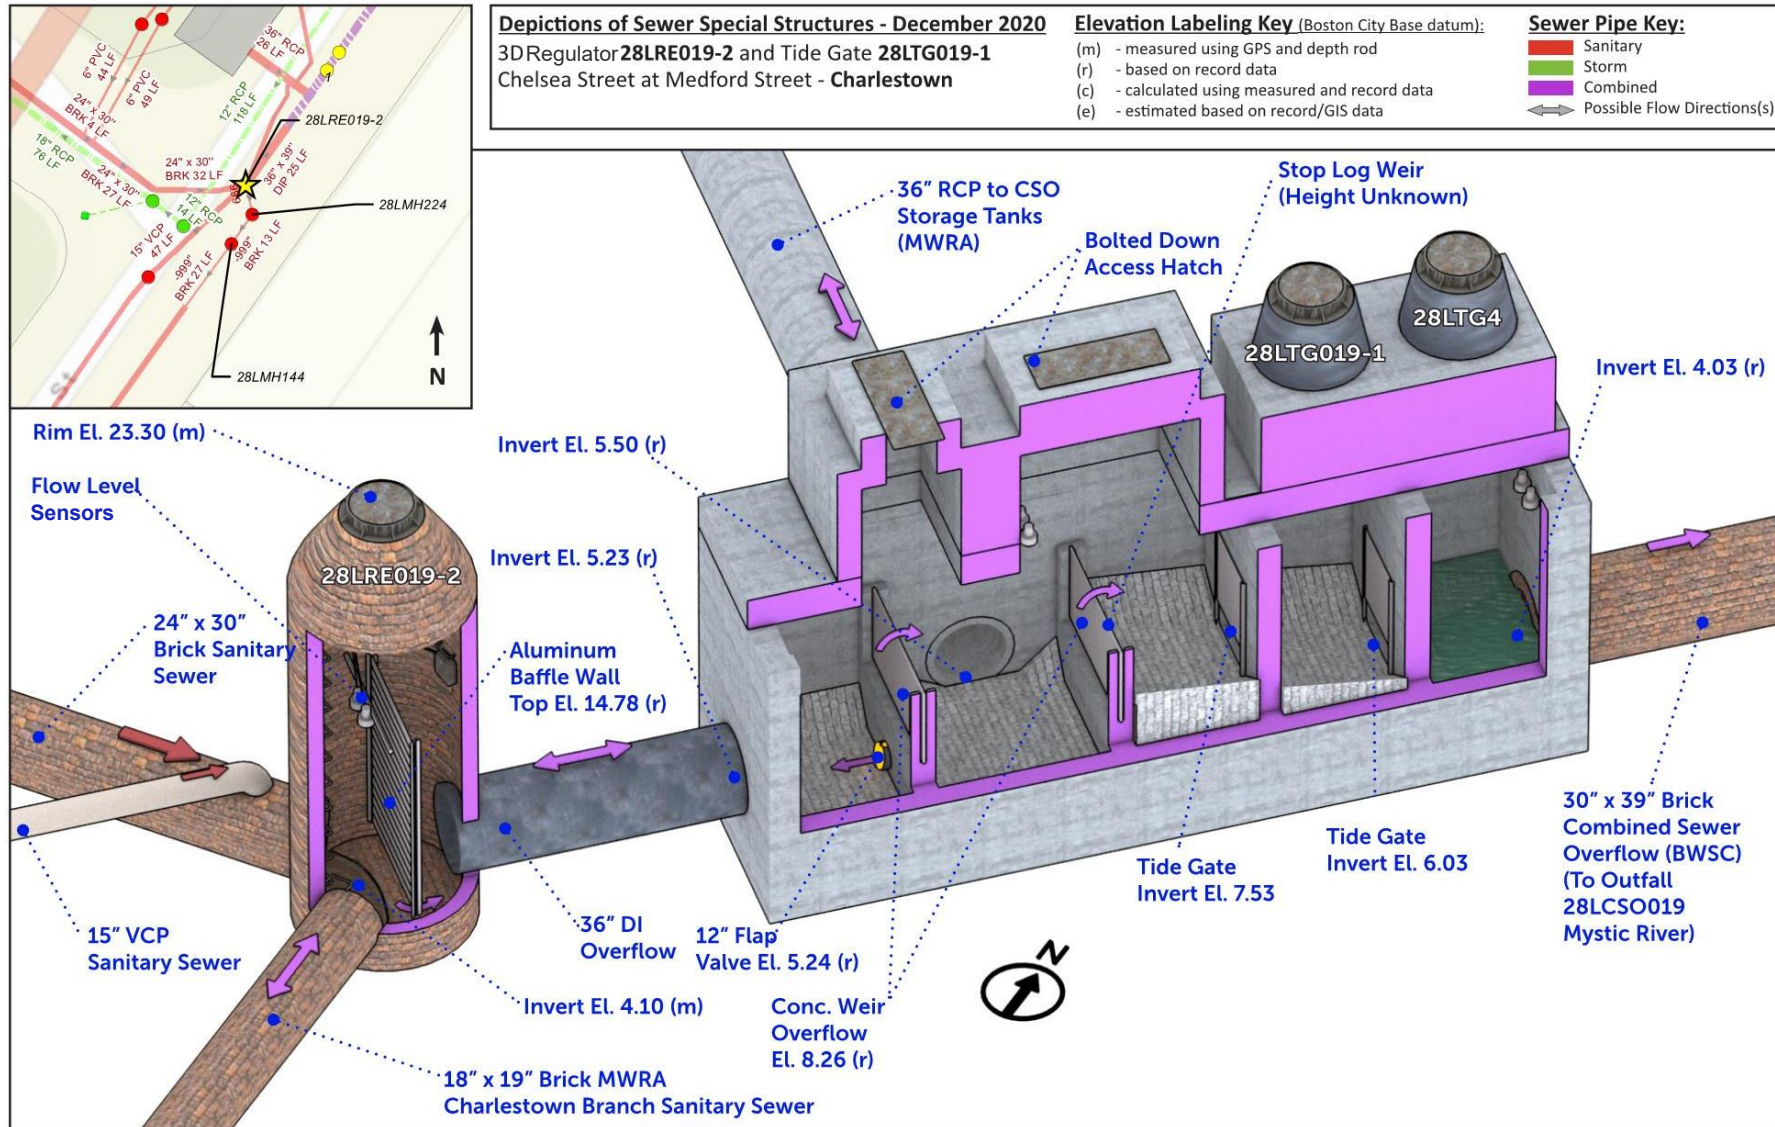 Depictions of Sewer Special Structures - December 2020
3D Regulator 28LRE019-2 and Tide Gate 28LTG019-1
Chelsea Street at Medford Street - Charlestown
Elevation Labeling Key (Boston City Base datum):
(m) - measured using GPS and depth rod
(r) - based on record data
(c) - calculated using measured and record data
(e) - estimated based on record/GIS data
Sewer Pipe Key:
Sanitary
Storm
Combined
Possible Flow Directions(s)
6" PVC
44 LF
6" PVC
49 LF
36" RCP
26 LF
12" RCP
118 LF
24" x 30"
BRK 4 LF
18" RCP
76 LF
24" x 30"
BRK 27 LF
24" x 30"
BRK 32 LF
36" x 39"
DIP 25 LF
12" RCP
14 LF
15" VCP
47 LF
-999"
BRK 27 LF
-999"
BRK 13 LF
28LRE019-2
28LMH224
28LMH144
N
36" RCP to CSO
Storage Tanks
(MWRA)
Bolted Down
Access Hatch
Stop Log Weir
(Height Unknown)
28LTG019-1
28LTG4
Invert El. 4.03 (r)
Rim El. 23.30 (m)
Flow Level
Sensors
28LRE019-2
24" x 30"
Brick Sanitary
Sewer
Invert El. 5.50 (r)
Invert El. 5.23 (r)
Aluminum
Baffle Wall
Top El. 14.78 (r)
15" VCP
Sanitary Sewer
36" DI
Overflow
12" Flap
Valve El. 5.24 (r)
Invert El. 4.10 (m)
Conc. Weir
Overflow
El. 8.26 (r)
18" x 19" Brick MWRA
Charlestown Branch Sanitary Sewer
N
Tide Gate
Invert El. 7.53
Tide Gate
Invert El. 6.03
30" x 39" Brick
Combined Sewer
Overflow (BWSC)
(To Outfall
28LCSO019
Mystic River)